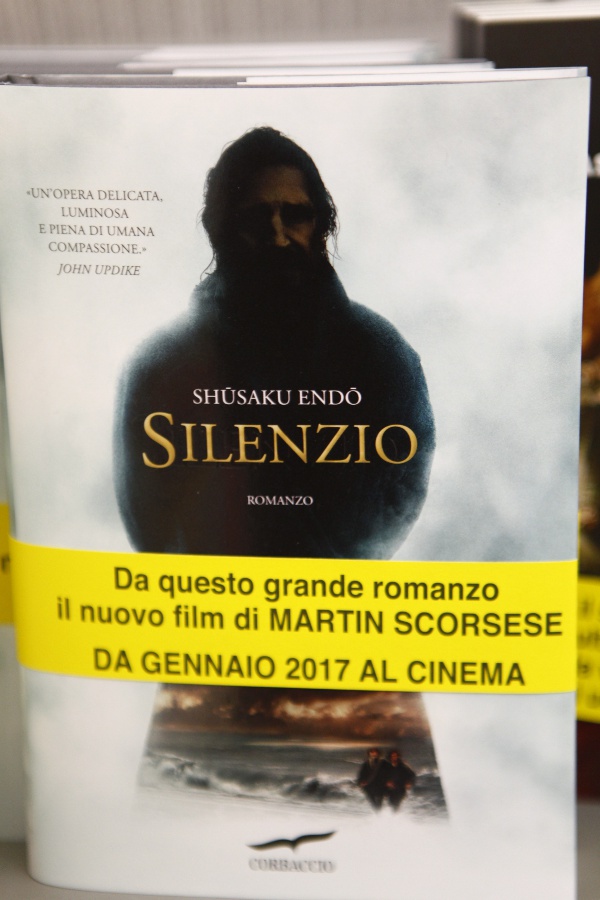 «UN'OPERA DELICATA,
LUMINOSA
E PIENA DI UMANA
COMPASSIONE.»
JOHN UPDIKE
SHŪSAKU ENDŌ
SILENZIO
ROMANZO
Da questo grande romanzo
il nuovo film di MARTIN SCORSESE
DA GENNAIO 2017 AL CINEMA
CORBACCIO